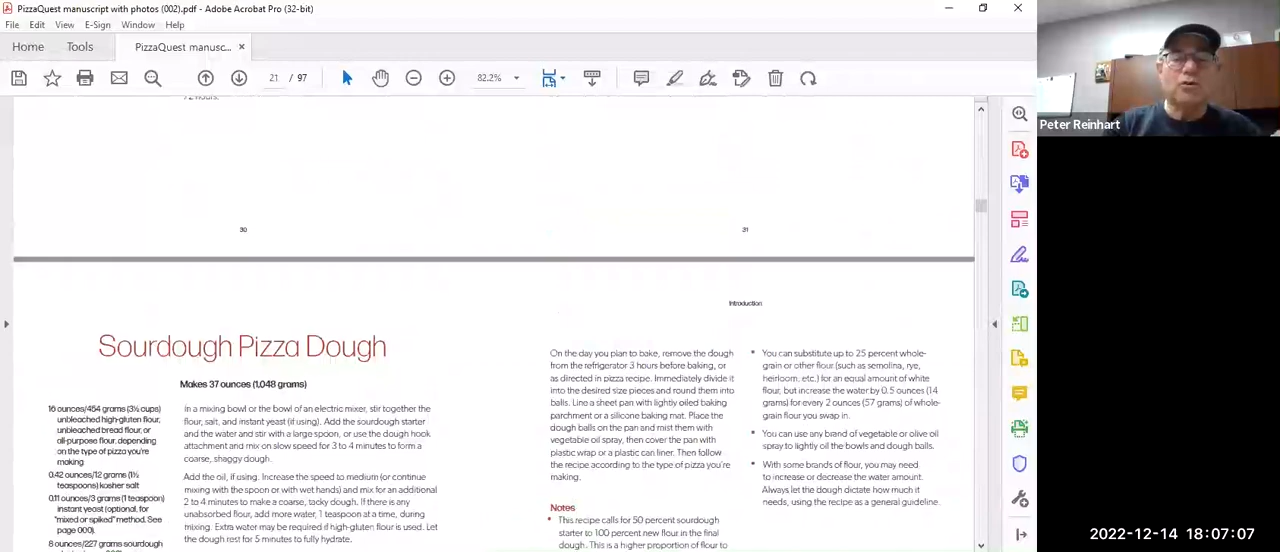 PizzaQuest manuscript with photos (002).pdf - Adobe Acrobat Pro (32-bit)
File Edit View E-Sign Window Help
Home Tools PizzaQuest manusc... ×
21 / 97
82.2%
Peter Reinhart
72 hours.
30
31
Introduction
Sourdough Pizza Dough
Makes 37 ounces (1,048 grams)
16 ounces/454 grams (3½ cups)
unbleached high-gluten flour,
unbleached bread flour, or
all-purpose flour, depending
on the type of pizza you're
making
0.42 ounces/12 grams (1½
teaspoons) kosher salt
0.11 ounces/3 grams (1 teaspoon)
instant yeast (optional, for
"mixed or spiked" method. See
page 000).
8 ounces/227 grams sourdough
In a mixing bowl or the bowl of an electric mixer, stir together the
flour, salt, and instant yeast (if using). Add the sourdough starter
and the water and stir with a large spoon, or use the dough hook
attachment and mix on slow speed for 3 to 4 minutes to form a
coarse, shaggy dough.
Add the oil, if using. Increase the speed to medium (or continue
mixing with the spoon or with wet hands) and mix for an additional
2 to 4 minutes to make a coarse, tacky dough. If there is any
unabsorbed flour, add more water, 1 teaspoon at a time, during
mixing. Extra water may be required if high-gluten flour is used. Let
the dough rest for 5 minutes to fully hydrate.
On the day you plan to bake, remove the dough
from the refrigerator 3 hours before baking, or
as directed in pizza recipe. Immediately divide it
into the desired size pieces and round them into
balls. Line a sheet pan with lightly oiled baking
parchment or a silicone baking mat. Place the
dough balls on the pan and mist them with
vegetable oil spray, then cover the pan with
plastic wrap or a plastic can liner. Then follow
the recipe according to the type of pizza you're
making.
Notes
• This recipe calls for 50 percent sourdough
starter to 100 percent new flour in the final
dough. This is a higher proportion of flour to
• You can substitute up to 25 percent whole-
grain or other flour (such as semolina, rye,
heirloom, etc.) for an equal amount of white
flour, but increase the water by 0.5 ounces (14
grams) for every 2 ounces (57 grams) of whole-
grain flour you swap in.
• You can use any brand of vegetable or olive oil
spray to lightly oil the bowls and dough balls.
• With some brands of flour, you may need
to increase or decrease the water amount.
Always let the dough dictate how much it
needs, using the recipe as a general guideline.
2022-12-14 18:07:07